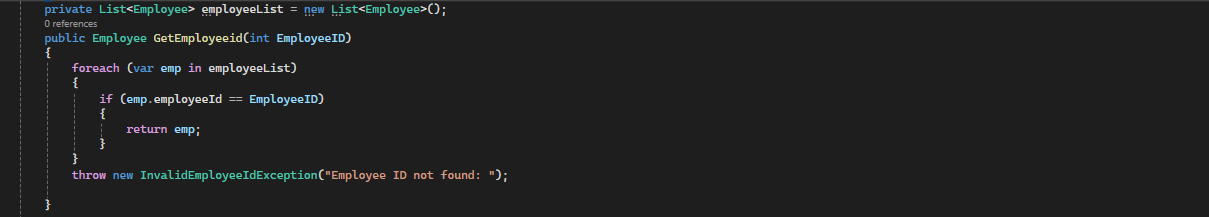 private List<Employee> employeeList = new List<Employee>();
0 references
public Employee GetEmployeeid(int EmployeeID)
{
foreach (var emp in employeeList)
{
if (emp.employeeId == EmployeeID)
{
return emp;
}
}
throw new InvalidEmployeeIdException("Employee ID not found: ");
}